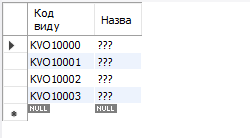 Код виду Назва
KVO10000 ???
KVO10001 ???
KVO10002 ???
KVO10003 ???
NULL NULL